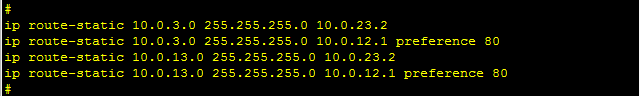 #
ip route-static 10.0.3.0 255.255.255.0 10.0.23.2
ip route-static 10.0.3.0 255.255.255.0 10.0.12.1 preference 80
ip route-static 10.0.13.0 255.255.255.0 10.0.23.2
ip route-static 10.0.13.0 255.255.255.0 10.0.12.1 preference 80
#